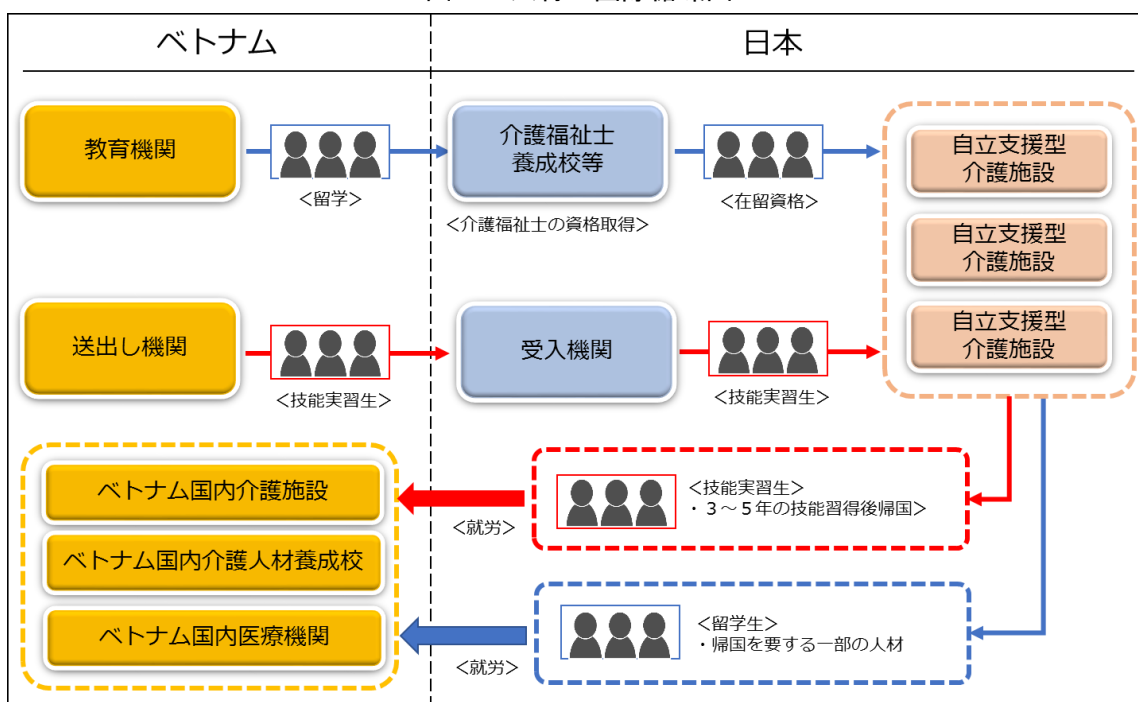 ベトナム
日本
教育機関
<留学>
介護福祉士
養成校等
<介護福祉士の資格取得>
<在留資格>
自立支援型
介護施設
自立支援型
介護施設
自立支援型
介護施設
送出し機関
<技能実習生>
受入機関
<技能実習生>
ベトナム国内介護施設
ベトナム国内介護人材養成校
ベトナム国内医療機関
<就労>
<技能実習生>
・３～５年の技能習得後帰国>
<就労>
<留学生>
・帰国を要する一部の人材